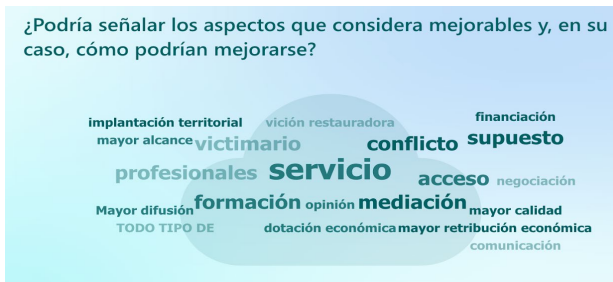 ¿Podría señalar los aspectos que considera mejorables y, en su
caso, cómo podrían mejorarse?
implantación territorial vición restauradora financiación
mayor alcance victimario conflicto supuesto
profesionales servicio acceso negociación
Mayor difusión formación opinión mediación mayor calidad
TODO TIPO DE dotación económica mayor retribución económica
comunicación